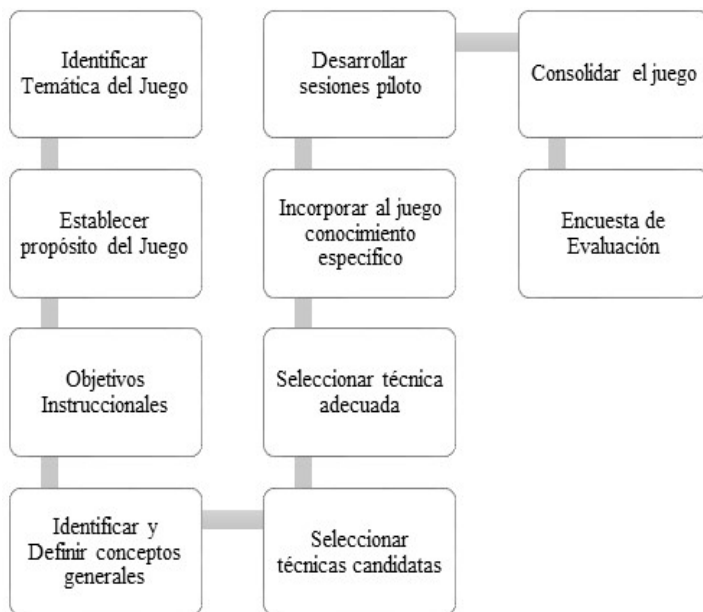 Identificar
Temática del Juego
Establecer
propósito del Juego
Objetivos
Instruccionales
Identificar y
Definir conceptos
generales
Seleccionar
técnicas candidatas
Seleccionar técnica
adecuada
Incorporar al juego
conocimiento
específico
Desarrollar
sesiones piloto
Consolidar el juego
Encuesta de
Evaluación